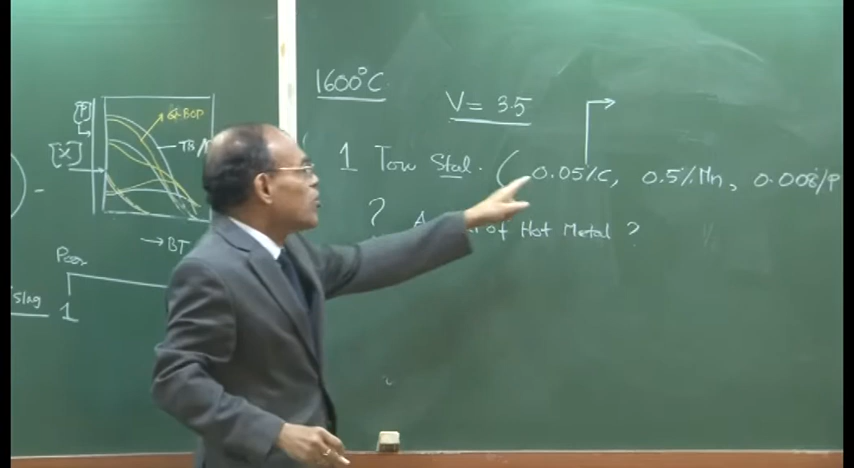 [P]
Q-BOP
[X]
TB/
→ BT
Poor
slag
1
1600°C
V = 3.5
1 Ton Steel. ( 0.05%C, 0.5%Mn, 0.008%P
? of Hot Metal ?